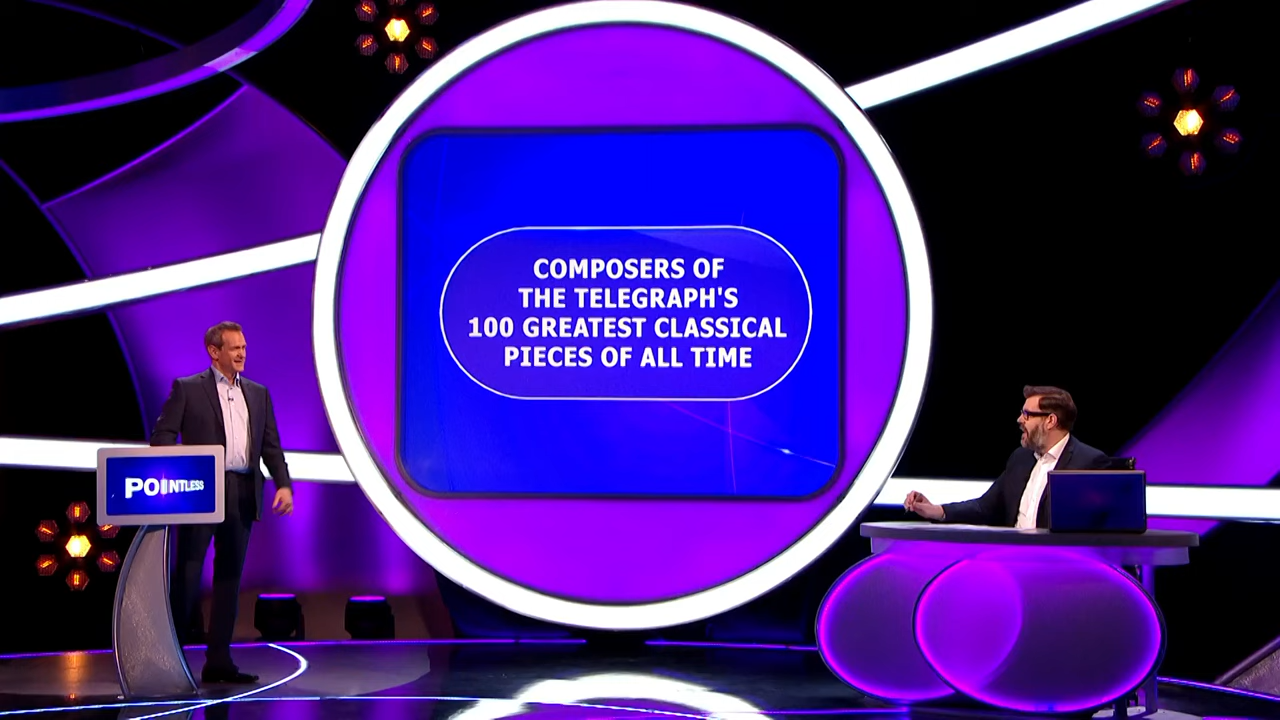 COMPOSERS OF
THE TELEGRAPH'S
100 GREATEST CLASSICAL
PIECES OF ALL TIME
POINTLESS